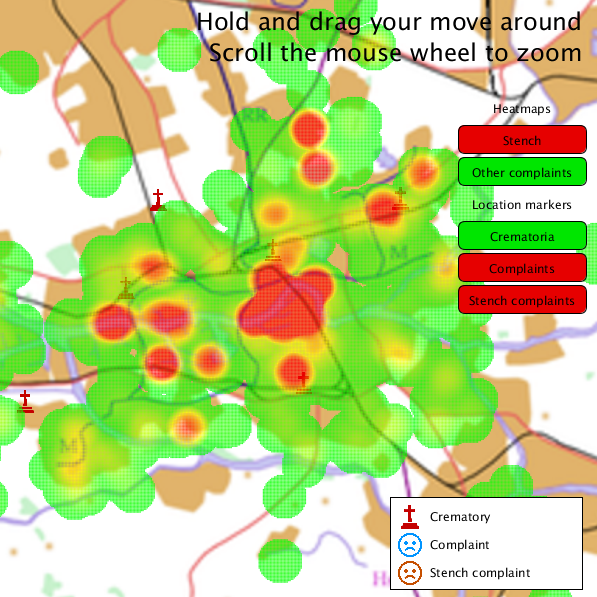 Hold and drag your move around
Scroll the mouse wheel to zoom
Heatmaps
Stench
Other complaints
Location markers
Crematoria
Complaints
Stench complaints
RR
M
M
Crematory
Complaint
Stench complaint